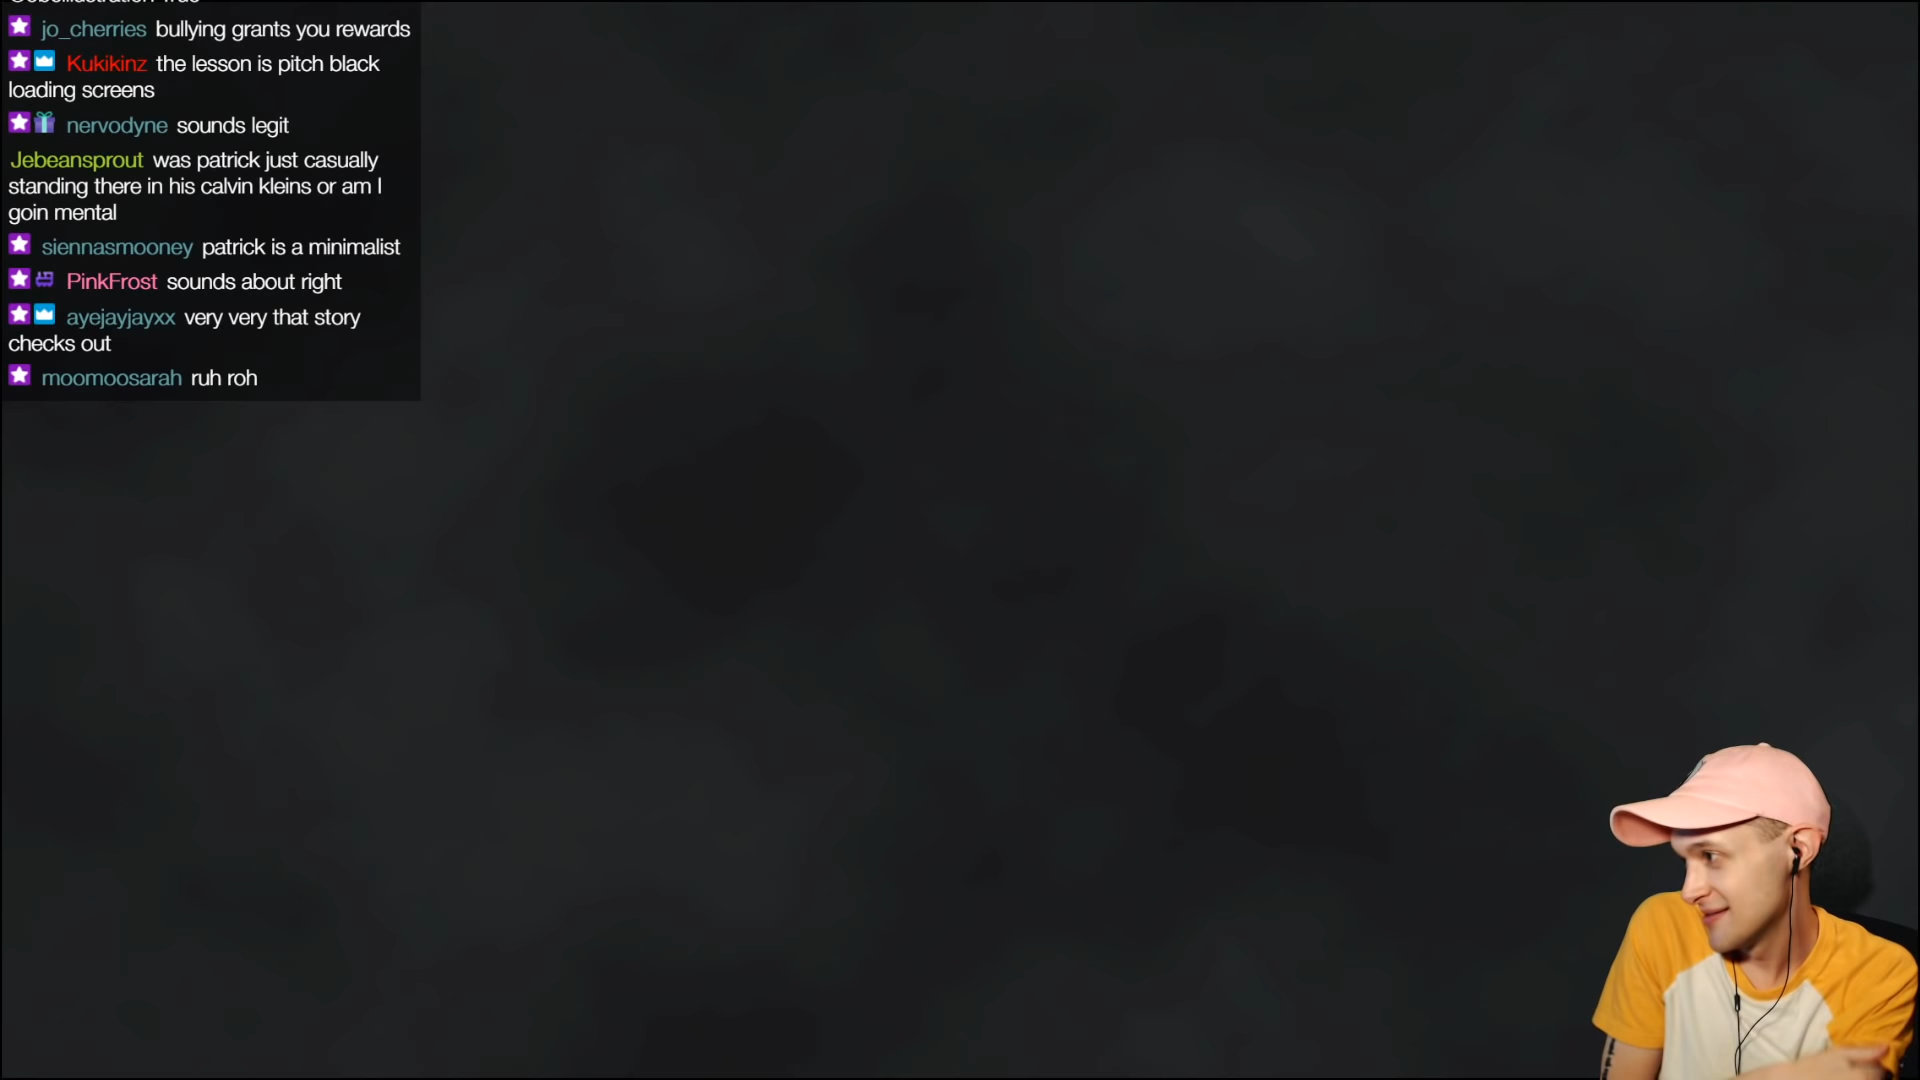 jo_cherries bullying grants you rewards
Kukikinz the lesson is pitch black
loading screens
nervodyne sounds legit
Jebeansprout was patrick just casually
standing there in his calvin kleins or am I
goin mental
siennasmooney patrick is a minimalist
PinkFrost sounds about right
ayejayjayxx very very that story
checks out
moomoosarah ruh roh